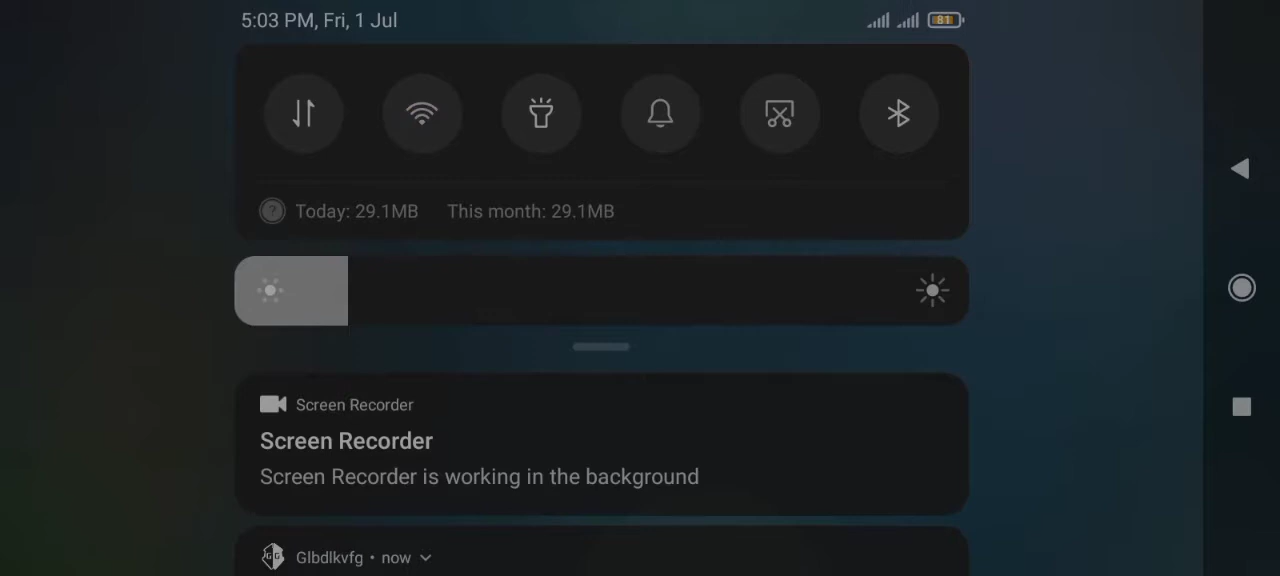 5:03 PM, Fri, 1 Jul
81
Today: 29.1MB This month: 29.1MB
Screen Recorder
Screen Recorder
Screen Recorder is working in the background
GG
Glbdlkvfg • now